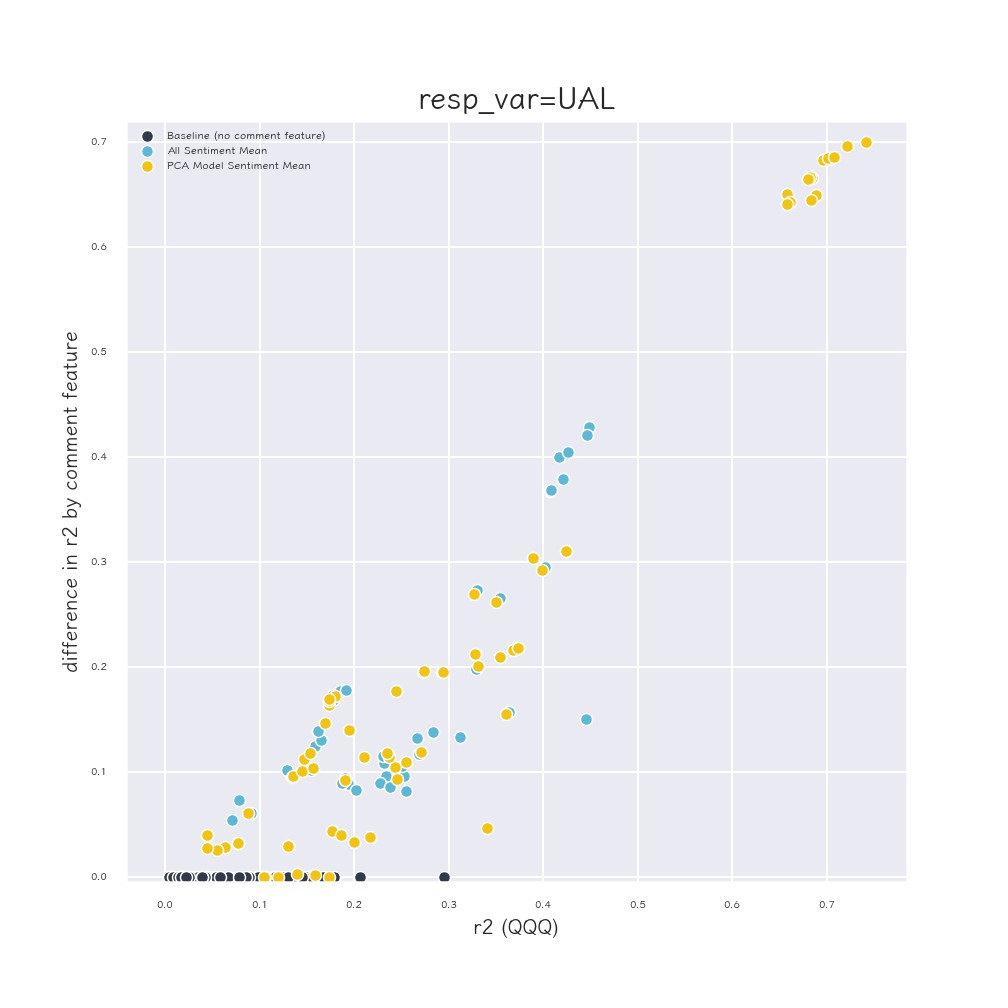 resp_var=UAL
Baseline (no comment feature)
All Sentiment Mean
PCA Model Sentiment Mean
difference in r2 by comment feature
0.7
0.6
0.5
0.4
0.3
0.2
0.1
0.0
0.0 0.1 0.2 0.3 0.4 0.5 0.6 0.7
r2 (QQQ)